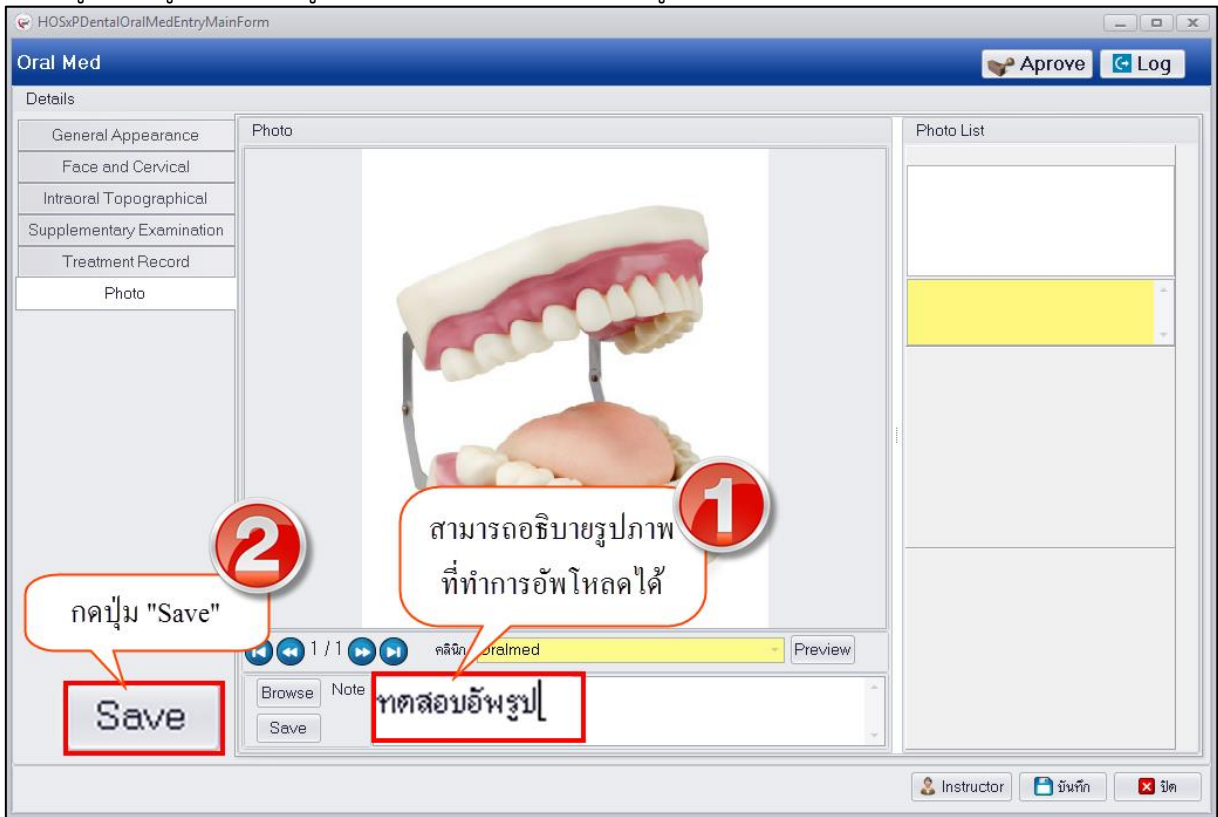 HOSxPDentalOralMedEntryMainForm
Oral Med
Aprove
Log
Details
General Appearance
Face and Cervical
Intraoral Topographical
Supplementary Examination
Treatment Record
Photo
Photo
Photo List
1
สามารถอธิบายรูปภาพ
ที่ทำการอัพโหลดได้
2
กดปุ่ม "Save"
1 / 1
คลินิก
Oralmed
Preview
Browse
Note
ทดสอบอัพรูป
Save
Save
Instructor
บันทึก
ปิด